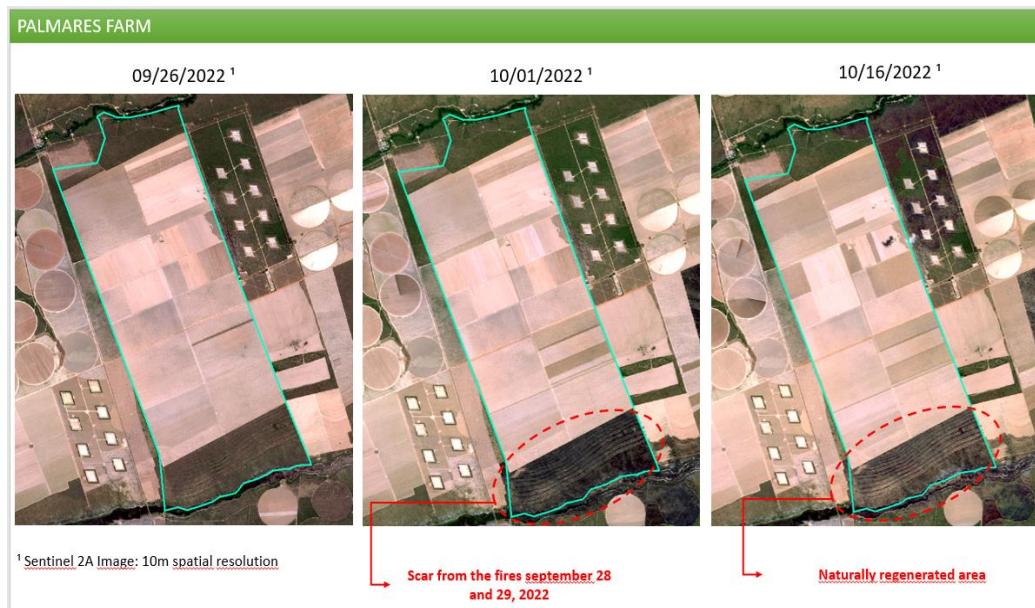 PALMARES FARM
09/26/2022 ¹
10/01/2022 ¹
10/16/2022 ¹
¹ Sentinel 2A Image: 10m spatial resolution
Scar from the fires september 28
and 29, 2022
Naturally regenerated area